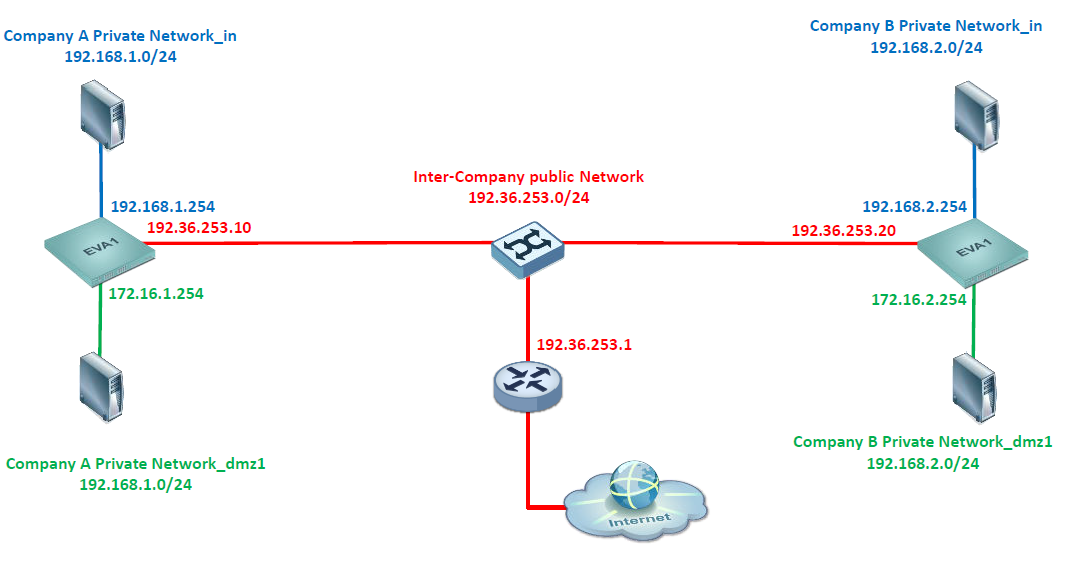 Company A Private Network_in
192.168.1.0/24
Company B Private Network_in
192.168.2.0/24
Inter-Company public Network
192.36.253.0/24
192.168.1.254
192.36.253.10
EVA1
172.16.1.254
192.168.2.254
192.36.253.20
EVA1
172.16.2.254
192.36.253.1
Company A Private Network_dmz1
192.168.1.0/24
Company B Private Network_dmz1
192.168.2.0/24
Internet